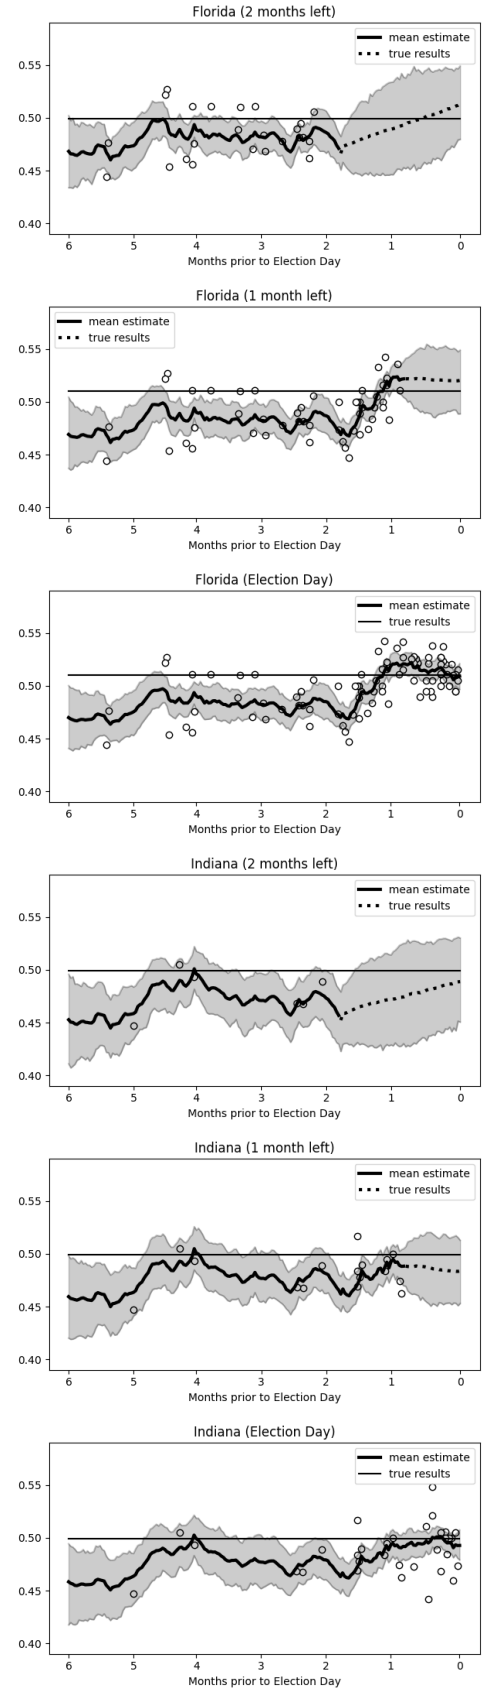 Florida (2 months left)
mean estimate
true results
0.55
0.50
0.45
0.40
6 5 4 3 2 1 0
Months prior to Election Day
Florida (1 month left)
mean estimate
true results
0.55
0.50
0.45
0.40
6 5 4 3 2 1 0
Months prior to Election Day
Florida (Election Day)
mean estimate
true results
0.55
0.50
0.45
0.40
6 5 4 3 2 1 0
Months prior to Election Day
Indiana (2 months left)
mean estimate
true results
0.55
0.50
0.45
0.40
6 5 4 3 2 1 0
Months prior to Election Day
Indiana (1 month left)
mean estimate
true results
0.55
0.50
0.45
0.40
6 5 4 3 2 1 0
Months prior to Election Day
Indiana (Election Day)
mean estimate
true results
0.55
0.50
0.45
0.40
6 5 4 3 2 1 0
Months prior to Election Day